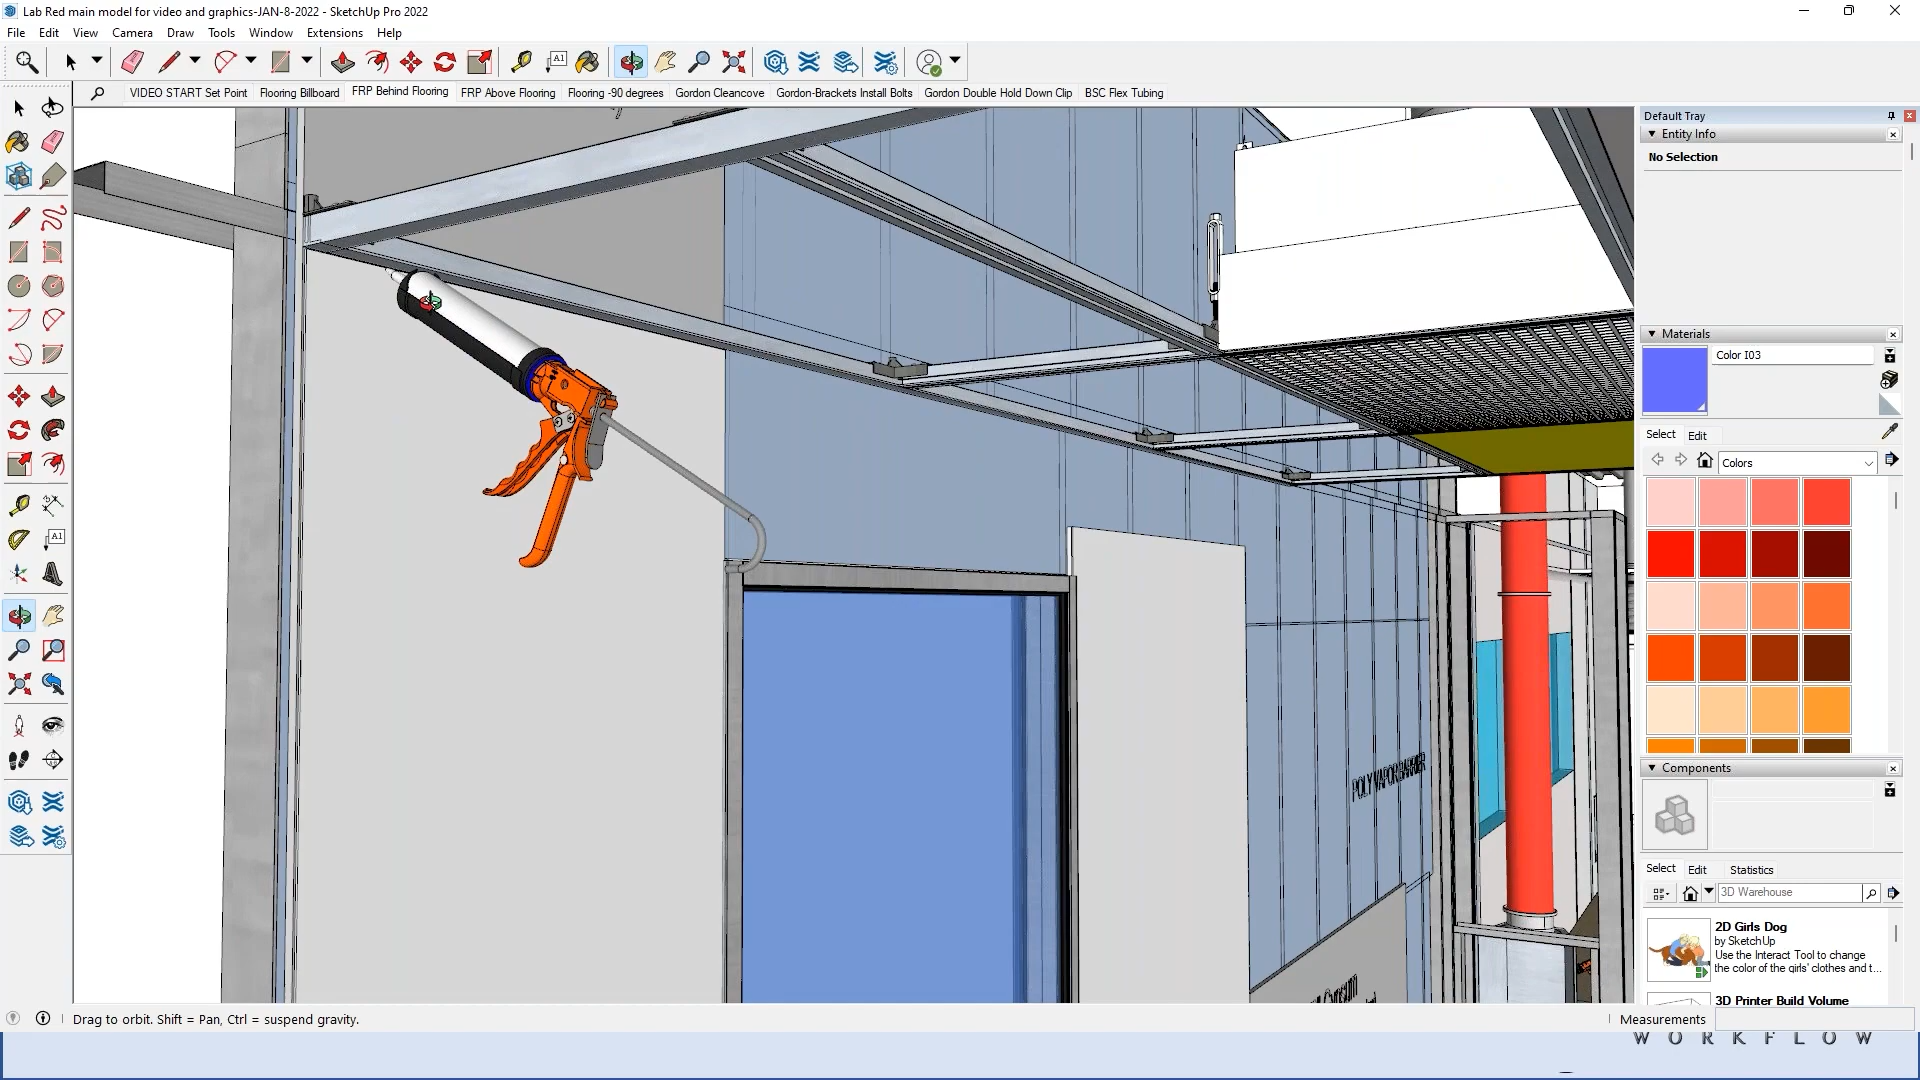 Lab Red main model for video and graphics-JAN-8-2022 - SketchUp Pro 2022
File Edit View Camera Draw Tools Window Extensions Help
A1
VIDEO START Set Point Flooring Billboard FRP Behind Flooring FRP Above Flooring Flooring -90 degrees Gordon Cleancove Gordon-Brackets Install Bolts Gordon Double Hold Down Clip BSC Flex Tubing
Default Tray
Entity Info
No Selection
Materials
Color I03
Select Edit
Colors
A1
POLY VAPOR BARRIER
Components
Select Edit Statistics
3D Warehouse
2D Girls Dog
by SketchUp
Use the Interact Tool to change
the color of the girls' clothes and t...
3D Printer Build Volume
Drag to orbit. Shift = Pan, Ctrl = suspend gravity.
Measurements
WORKFLOW